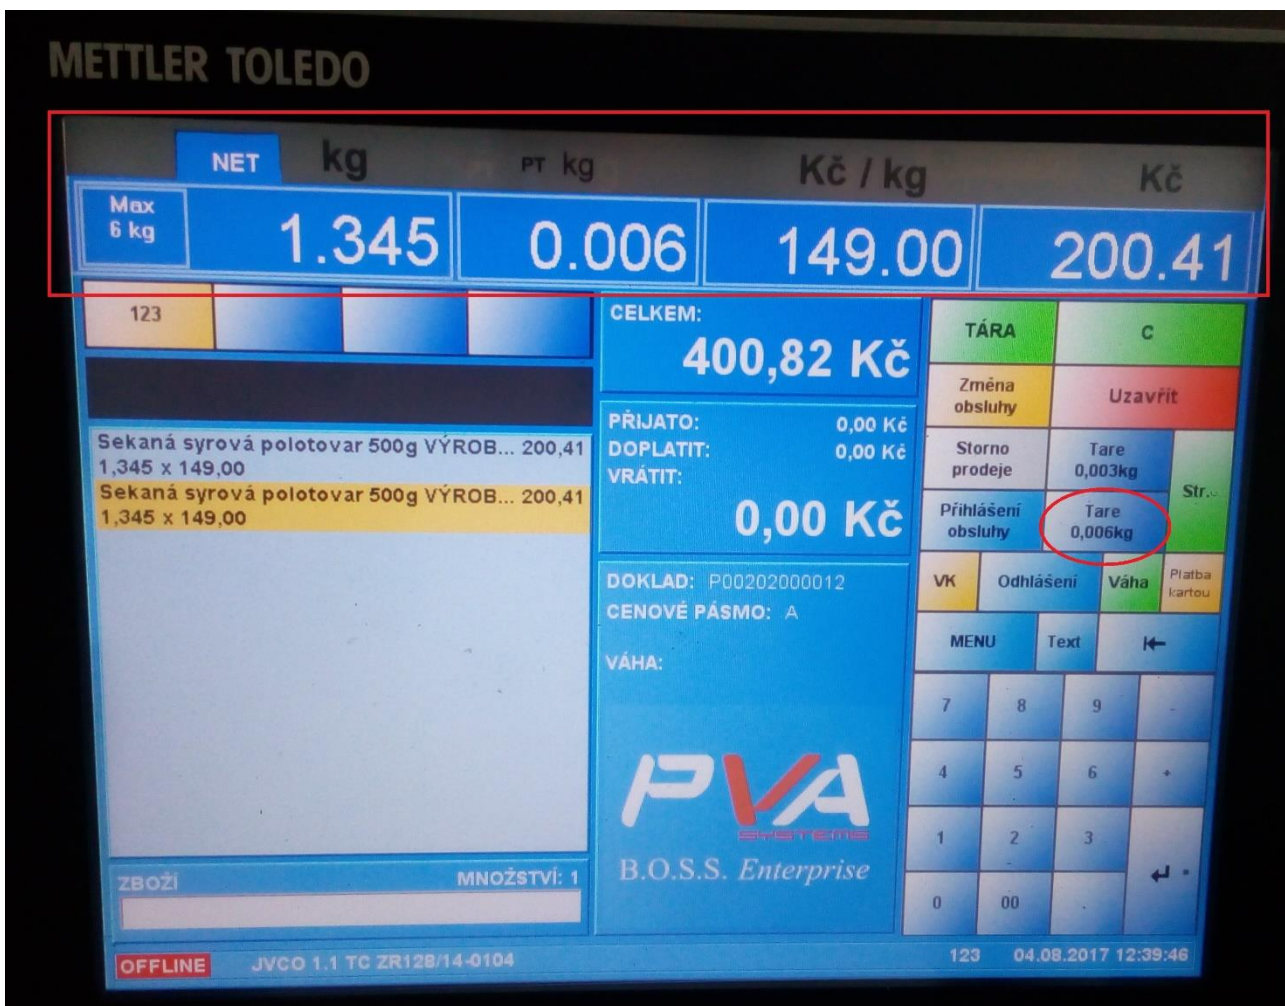 METTLER TOLEDO
NET kg PT kg Kč / kg Kč
Max
6 kg
1.345 0.006 149.00 200.41
123
CELKEM:
400,82 Kč
PŘIJATO: 0,00 Kč
DOPLATIT: 0,00 Kč
VRÁTIT:
0,00 Kč
Sekaná syrová polotovar 500g VÝROB... 200,41
1,345 x 149,00
Sekaná syrová polotovar 500g VÝROB... 200,41
1,345 x 149,00
DOKLAD: P00202000012
CENOVÉ PÁSMO: A
VÁHA:
PVA
SYSTEMS
B.O.S.S. Enterprise
ZBOŽÍ MNOŽSTVÍ: 1
TÁRA C
Změna
obsluhy
Uzavřít
Storno
prodeje
Tare
0,003kg
Str.
Přihlášení
obsluhy
Tare
0,006kg
VK Odhlášení Váha
Platba
kartou
MENU Text
7 8 9 -
4 5 6 +
1 2 3
0 00 .
OFFLINE JVCO 1.1 TC ZR128/14-0104 123 04.08.2017 12:39:46